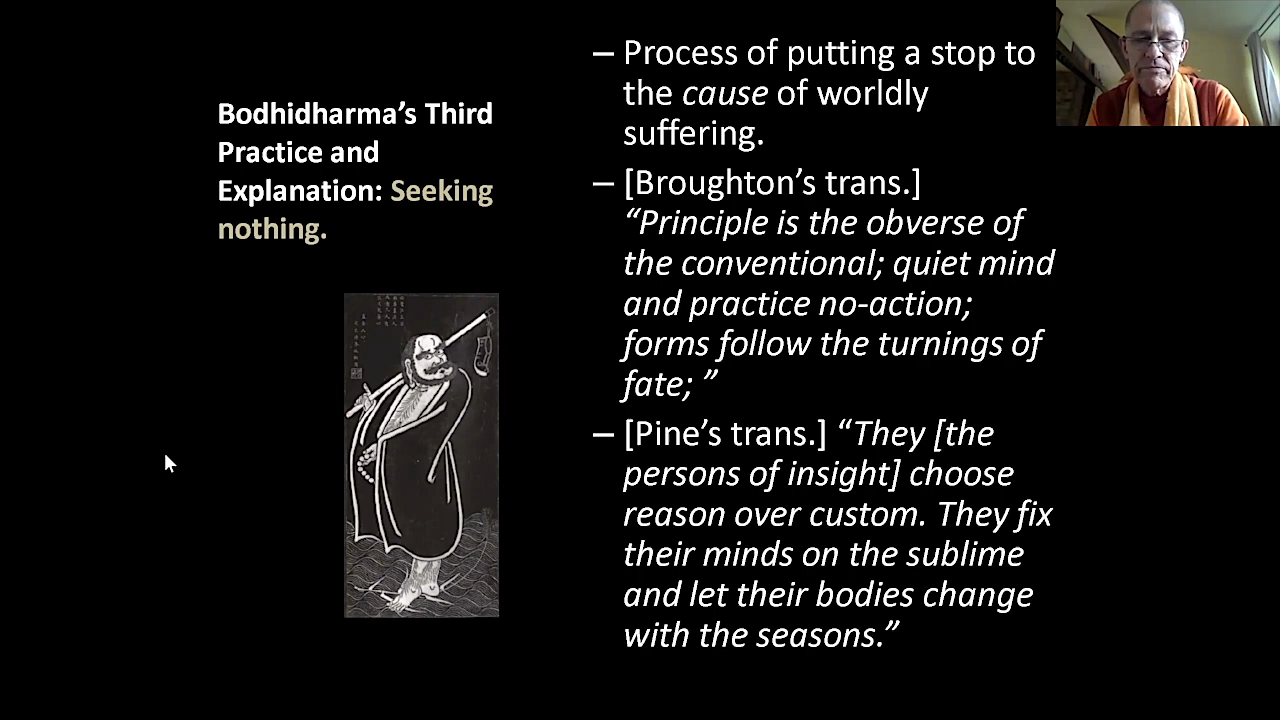 Bodhidharma’s Third
Practice and
Explanation: Seeking
nothing.
– Process of putting a stop to
the cause of worldly
suffering.
– [Broughton’s trans.]
“Principle is the obverse of
the conventional; quiet mind
and practice no-action;
forms follow the turnings of
fate; ”
– [Pine’s trans.] “They [the
persons of insight] choose
reason over custom. They fix
their minds on the sublime
and let their bodies change
with the seasons.”